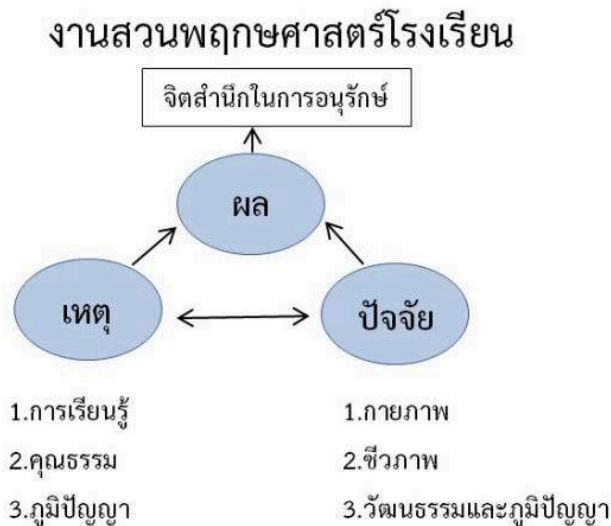 งานสวนพฤกษศาสตร์โรงเรียน
จิตสำนึกในการอนุรักษ์
ผล
เหตุ
ปัจจัย
1.การเรียนรู้
2.คุณธรรม
3.ภูมิปัญญา
1.กายภาพ
2.ชีวภาพ
3.วัฒนธรรมและภูมิปัญญา